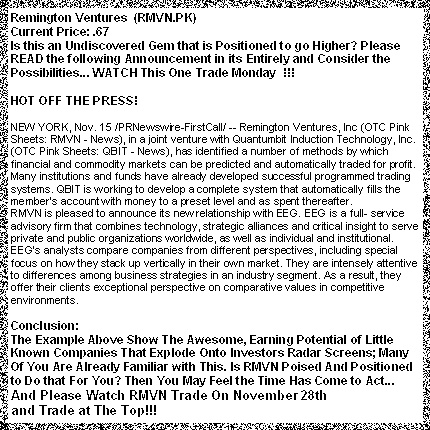 Remington Ventures (RMVN.PK)
Current Price: .67
Is this an Undiscovered Gem that is Positioned to go Higher? Please
READ the following Announcement in its Entirety and Consider the
Possibilities... WATCH This One Trade Monday !!!
HOT OFF THE PRESS!
NEW YORK, Nov. 15 /PRNewswire-FirstCall/ -- Remington Ventures, Inc (OTC Pink
Sheets: RMVN - News), in a joint venture with Quantumbit Induction Technology, Inc.
(OTC Pink Sheets: QBIT - News), has identified a number of methods by which
financial and commodity markets can be predicted and automatically traded for profit.
Many institutions and funds have already developed successful programmed trading
systems. QBIT is working to develop a complete system that automatically fills the
member's account with money to a preset level and as spent thereafter.
RMVN is pleased to announce its new relationship with EEG. EEG is a full- service
advisory firm that combines technology, strategic alliances and critical insight to serve
private and public organizations worldwide, as well as individual and institutional.
EEG's analysts compare companies from different perspectives, including special
focus on how they stack up vertically in their own market. They are intensely attentive
to differences among business strategies in an industry segment. As a result, they
offer their clients exceptional perspective on comparative values in competitive
environments.
Conclusion:
The Example Above Show The Awesome, Earning Potential of Little
Known Companies That Explode Onto Investors Radar Screens; Many
Of You Are Already Familiar with This. Is RMVN Poised And Positioned
to Do that For You? Then You May Feel the Time Has Come to Act...
And Please Watch RMVN Trade On November 28th
and Trade at The Top!!!